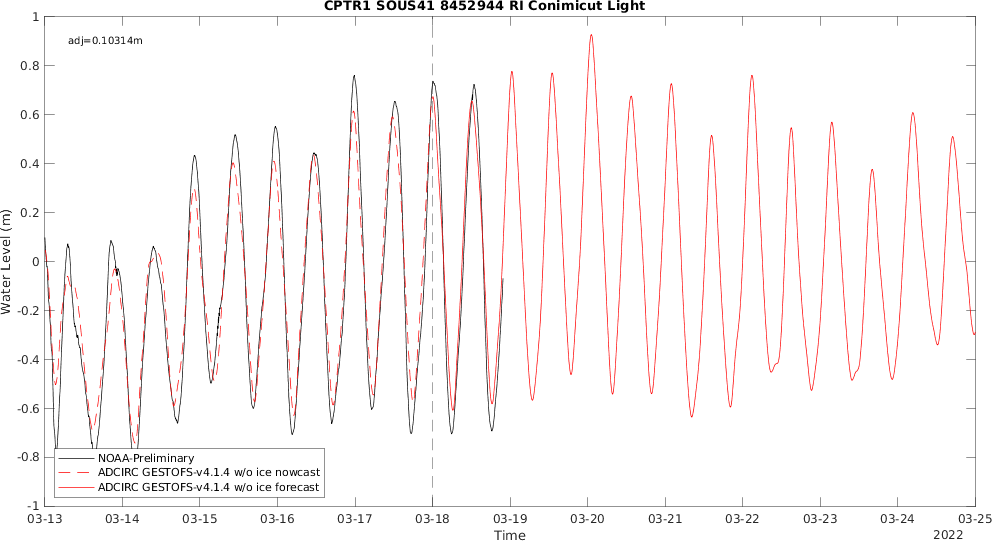 CPTR1 SOUS41 8452944 RI Conimicut Light
adj=0.10314m
Water Level (m)
1
0.8
0.6
0.4
0.2
0
-0.2
-0.4
-0.6
-0.8
-1
NOAA-Preliminary
ADCIRC GESTOFS-v4.1.4 w/o ice nowcast
ADCIRC GESTOFS-v4.1.4 w/o ice forecast
03-13 03-14 03-15 03-16 03-17 03-18 03-19 03-20 03-21 03-22 03-23 03-24 03-25
Time
2022